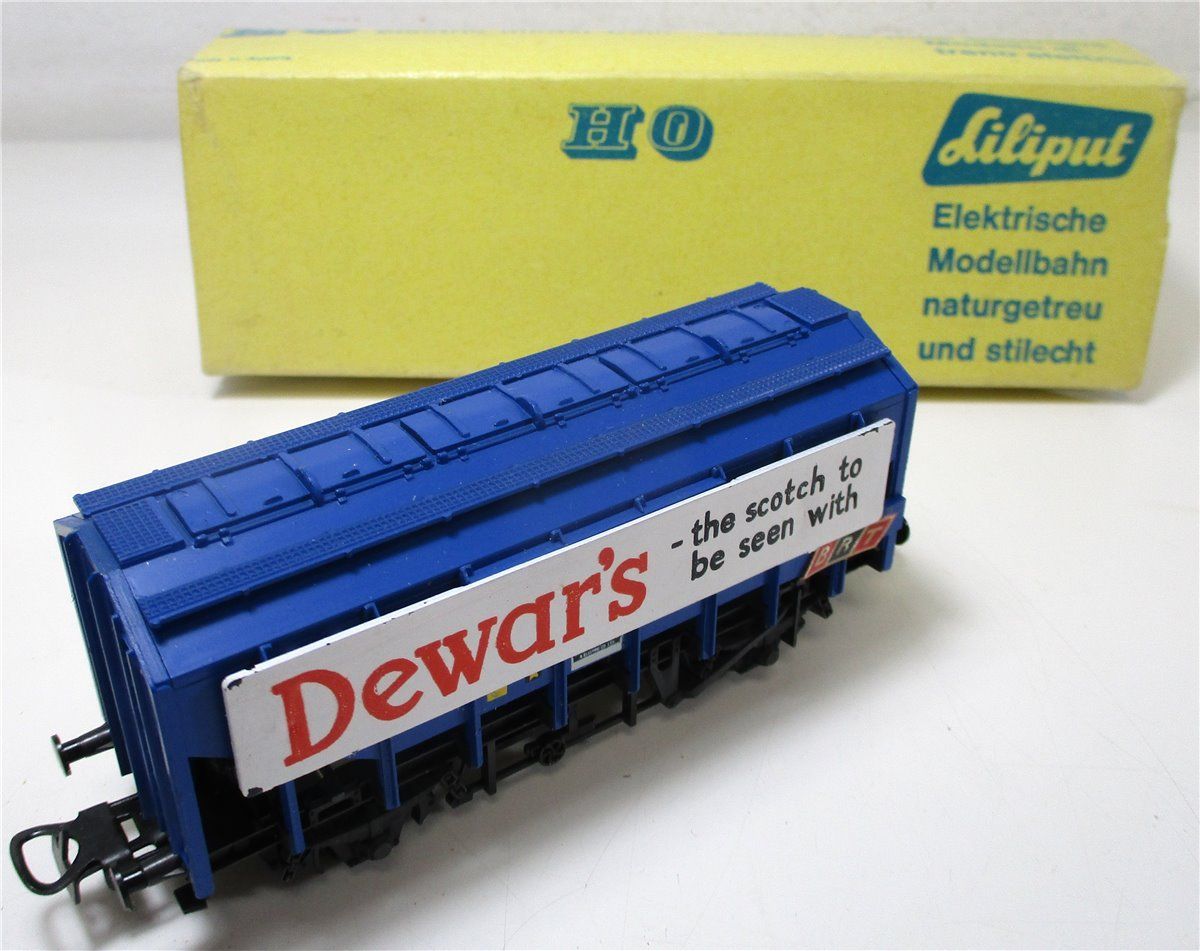 HO
Liliput
Elektrische
Modellbahn
naturgetreu
und stilecht
Dewar's
- the scotch to
be seen with
BRT